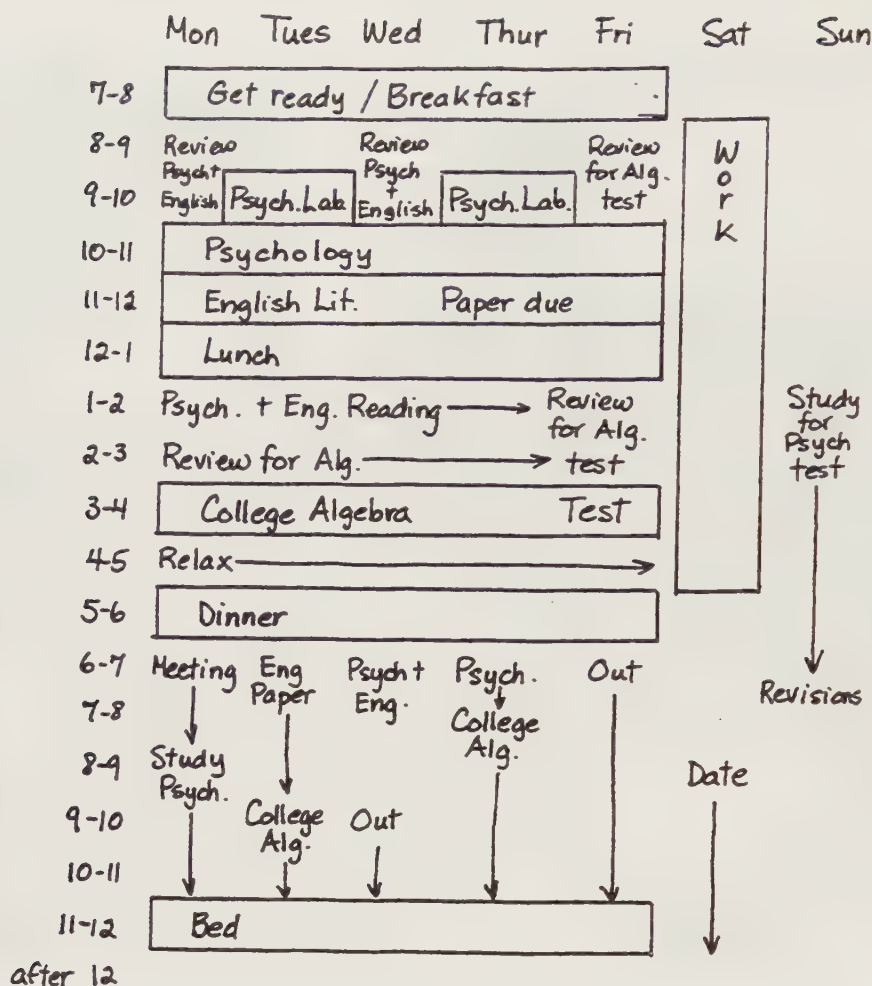 Mon Tues Wed Thur Fri Sat Sun
7-8 Get ready / Breakfast
8-9 Review Review Review
Psych + Psych for Alg.
9-10 English Psych. Lab. + English Psych. Lab. test
10-11 Psychology
11-12 English Lit. Paper due
12-1 Lunch
1-2 Psych. + Eng. Reading Review
for Alg.
2-3 Review for Alg. test
3-4 College Algebra Test
4-5 Relax
5-6 Dinner
6-7 Meeting Eng Psych + Psych. Out
Paper Eng.
7-8 College
Alg.
8-9 Study
Psych.
9-10 College Out
Alg.
10-11
11-12 Bed
after 12
Work
Date
Study
for
Psych
test
Revisions